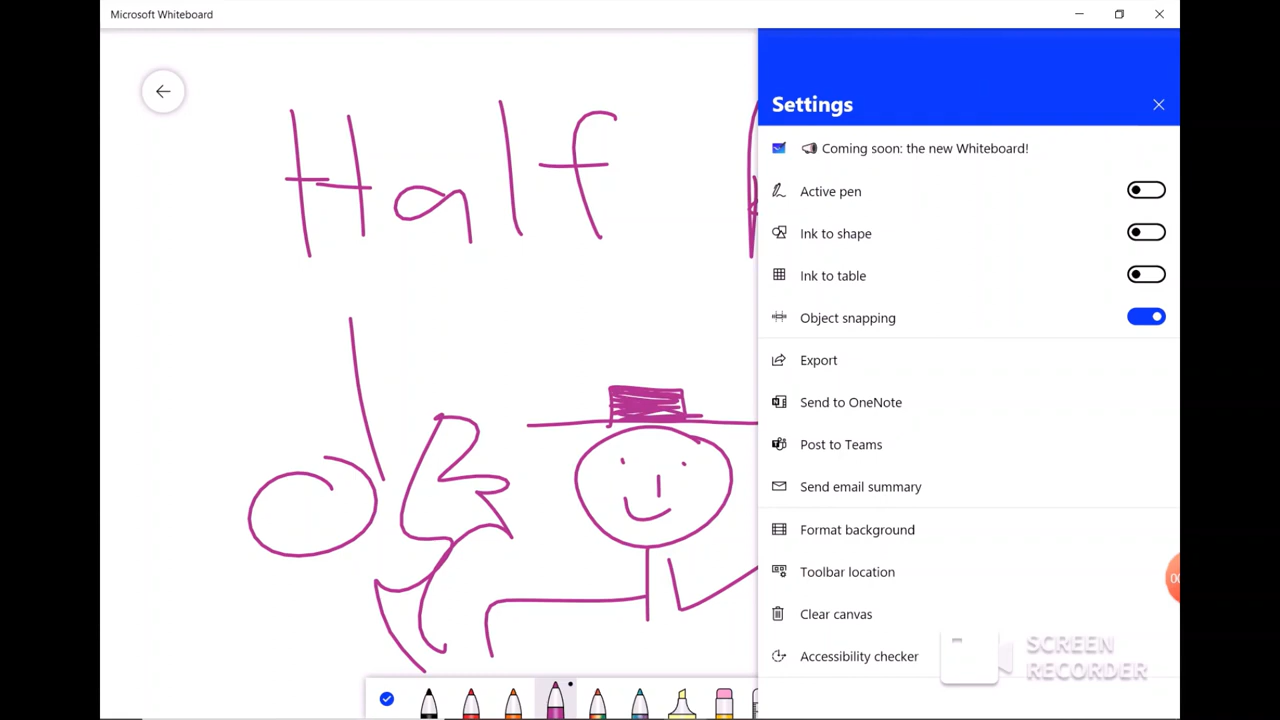 Microsoft Whiteboard
Half
Settings
Coming soon: the new Whiteboard!
Active pen
Ink to shape
Ink to table
Object snapping
Export
Send to OneNote
Post to Teams
Send email summary
Format background
Toolbar location
Clear canvas
Accessibility checker
SCREEN
RECORDER